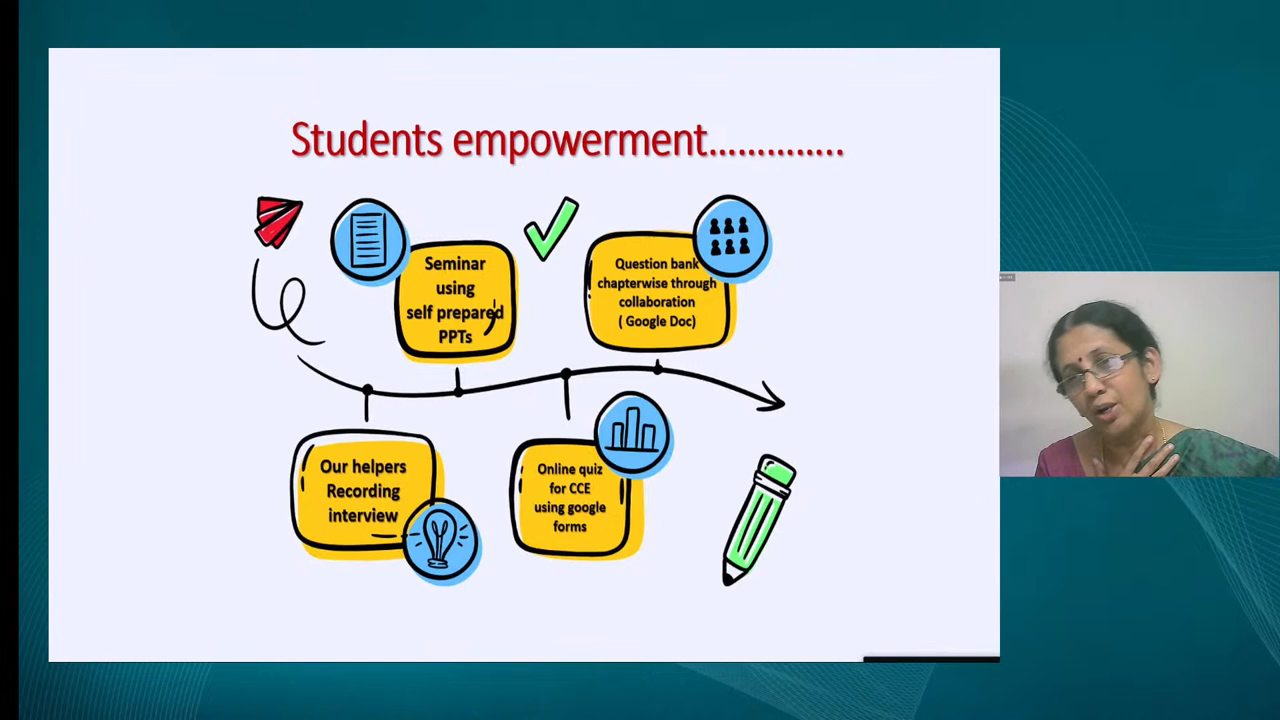 Students empowerment..............
Seminar
using
self prepared
PPTs
Question bank
chapterwise through
collaboration
( Google Doc)
Our helpers
Recording
interview
Online quiz
for CCE
using google
forms